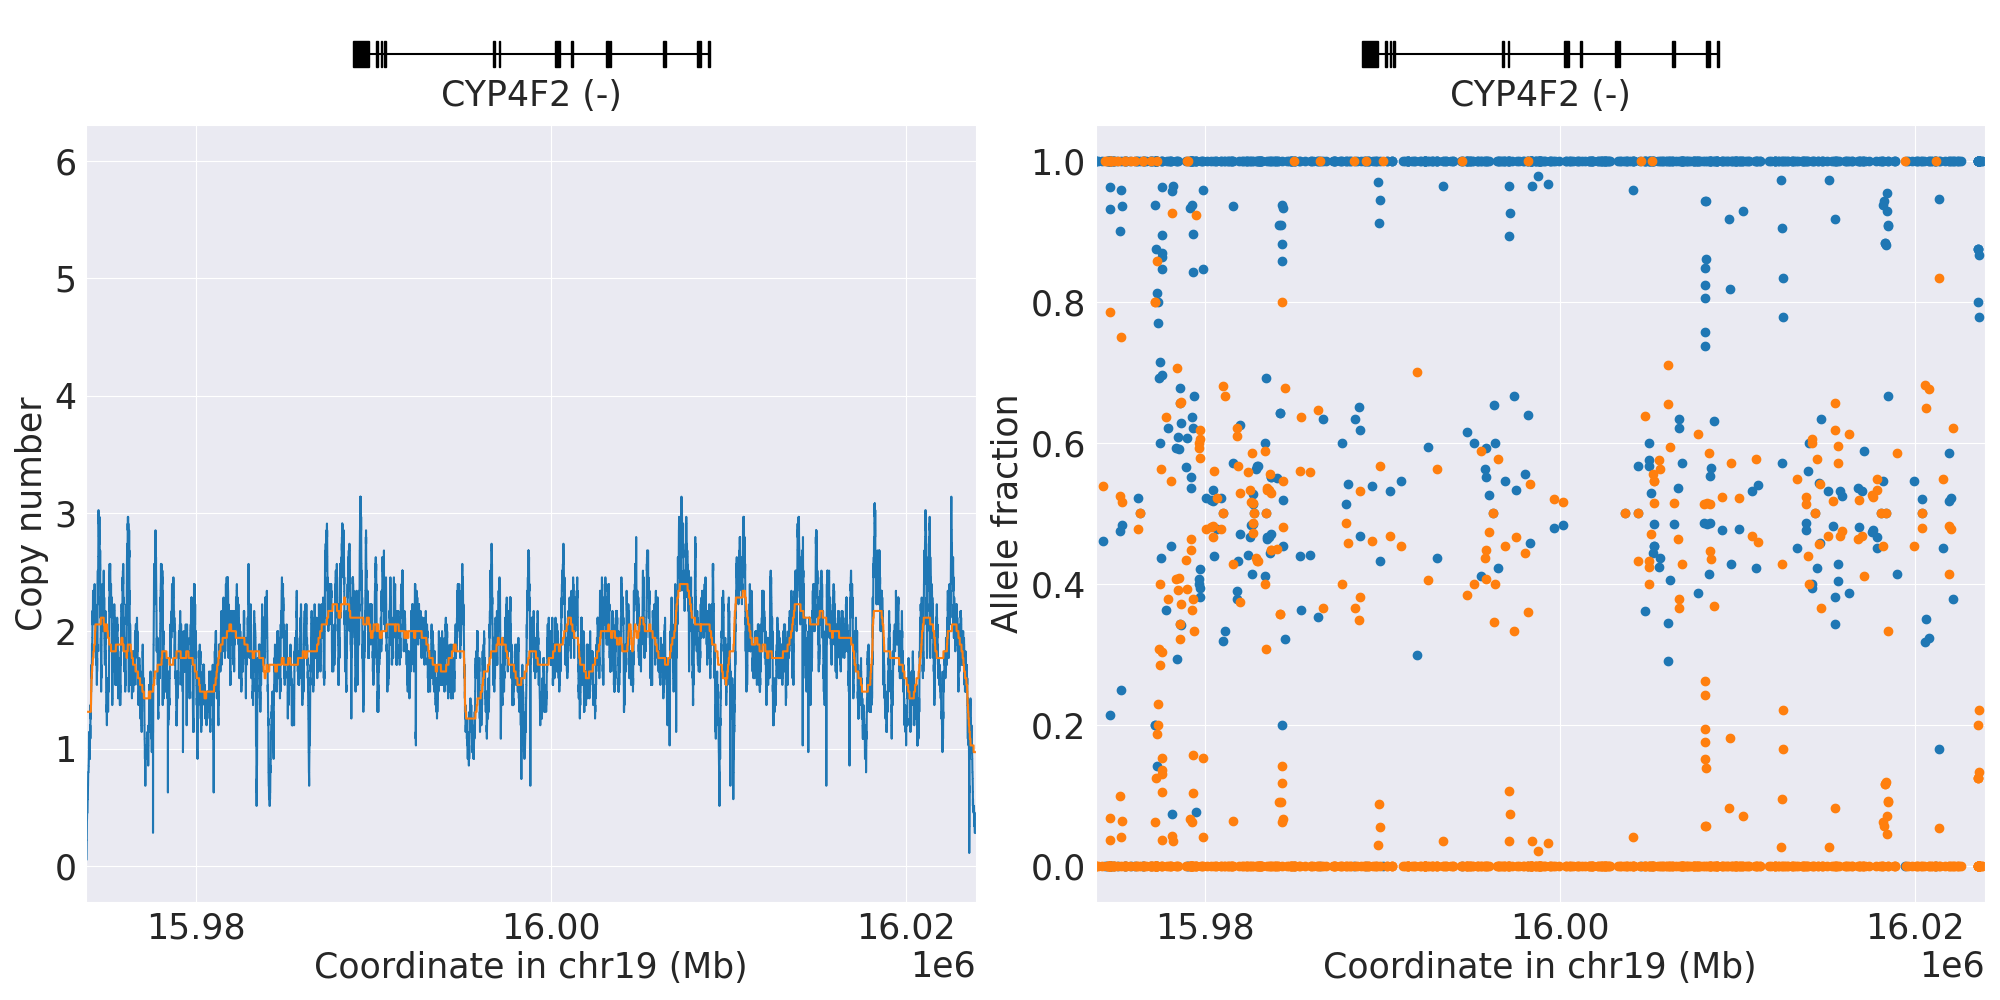 CYP4F2 (-)
6
5
4
3
2
1
0
Copy number
15.98
16.00
16.02
Coordinate in chr19 (Mb)
1e6
CYP4F2 (-)
1.0
0.8
0.6
0.4
0.2
0.0
Allele fraction
15.98
16.00
16.02
Coordinate in chr19 (Mb)
1e6